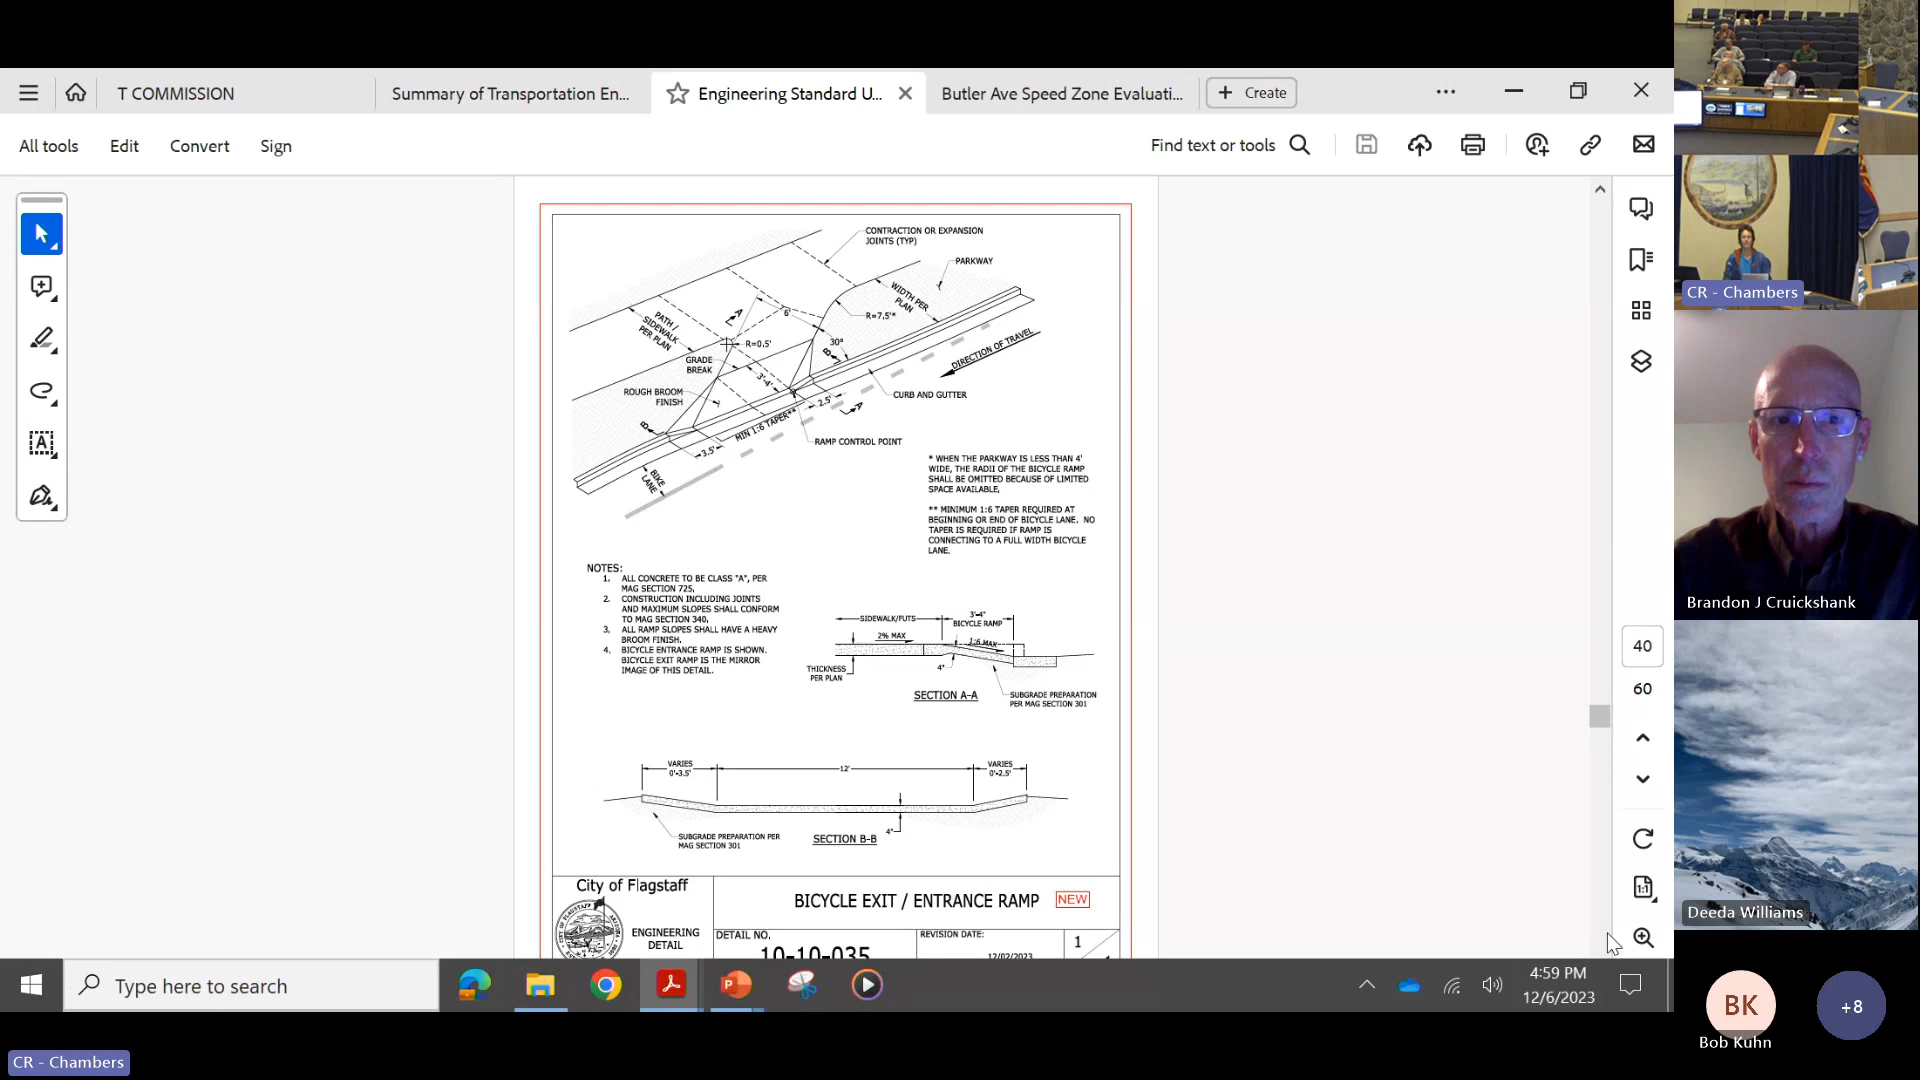 T COMMISSION
Summary of Transportation En...
Engineering Standard U...
Butler Ave Speed Zone Evaluati...
Create
All tools
Edit
Convert
Sign
Find text or tools
CONTRACTION OR EXPANSION
JOINTS (TYP)
PARKWAY
WIDTH PER
PLAN
PATH /
SIDEWALK
PER PLAN
A
6'
R=7.5'*
R=0.5'
30°
B
DIRECTION OF TRAVEL
GRADE
BREAK
3'-4"
ROUGH BROOM
FINISH
CURB AND GUTTER
2.5'
A
MIN 1:6 TAPER**
B
RAMP CONTROL POINT
3.5'
BIKE
LANE
* WHEN THE PARKWAY IS LESS THAN 4'
WIDE, THE RADII OF THE BICYCLE RAMP
SHALL BE OMITTED BECAUSE OF LIMITED
SPACE AVAILABLE.
** MINIMUM 1:6 TAPER REQUIRED AT
BEGINNING OR END OF BICYCLE LANE. NO
TAPER IS REQUIRED IF RAMP IS
CONNECTING TO A FULL WIDTH BICYCLE
LANE.
NOTES:
1. ALL CONCRETE TO BE CLASS "A", PER
MAG SECTION 725.
2. CONSTRUCTION INCLUDING JOINTS
AND MAXIMUM SLOPES SHALL CONFORM
TO MAG SECTION 340.
3. ALL RAMP SLOPES SHALL HAVE A HEAVY
BROOM FINISH.
4. BICYCLE ENTRANCE RAMP IS SHOWN.
BICYCLE EXIT RAMP IS THE MIRROR
IMAGE OF THIS DETAIL.
SIDEWALK/FUTS
3'-4"
BICYCLE RAMP
2% MAX
1:6 MAX
THICKNESS
PER PLAN
4"
SECTION A-A
SUBGRADE PREPARATION
PER MAG SECTION 301
VARIES
0'-3.5'
12'
VARIES
0'-2.5'
SUBGRADE PREPARATION PER
MAG SECTION 301
SECTION B-B
4"
City of Flagstaff
ENGINEERING
DETAIL
BICYCLE EXIT / ENTRANCE RAMP
NEW
DETAIL NO.
10-10-035
REVISION DATE:
12/02/2023
1
40
60
Type here to search
4:59 PM
12/6/2023
CR - Chambers
CR - Chambers
Brandon J Cruickshank
Deeda Williams
BK
Bob Kuhn
+8